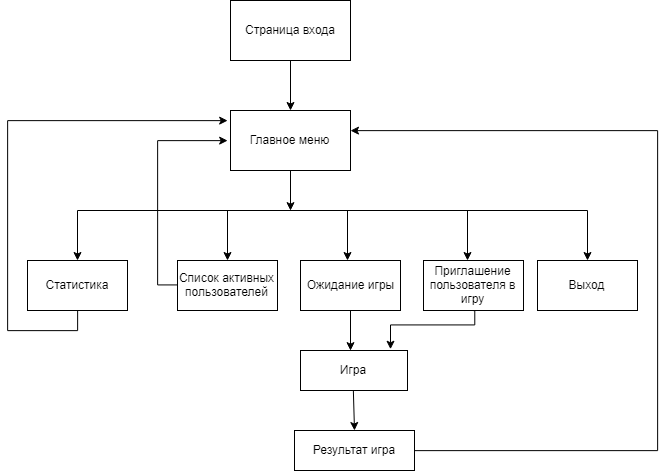 Страница входа
Главное меню
Статистика
Список активных
пользователей
Ожидание игры
Приглашение
пользователя в
игру
Выход
Игра
Результат игра